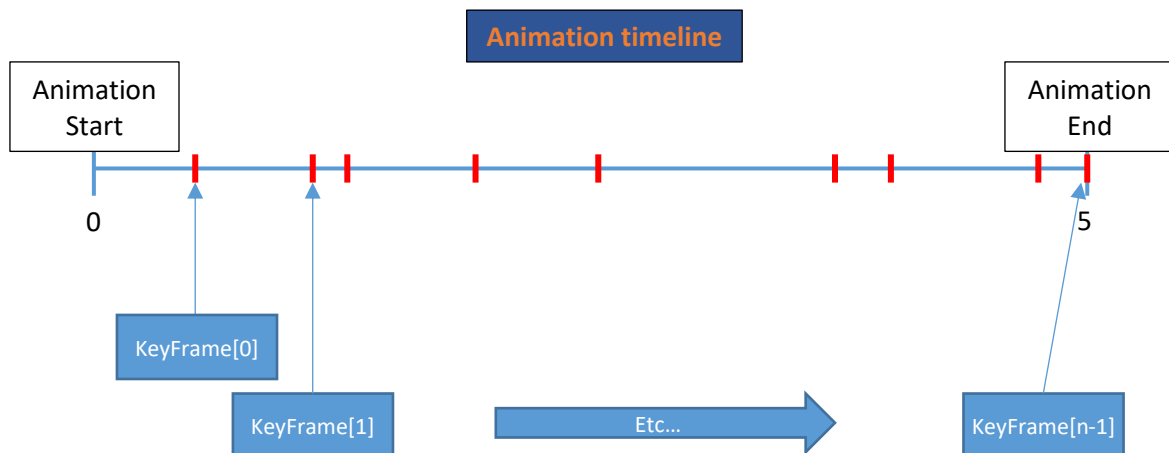 Animation timeline
Animation
Start
Animation
End
0
5
KeyFrame[0]
KeyFrame[1]
Etc...
KeyFrame[n-1]